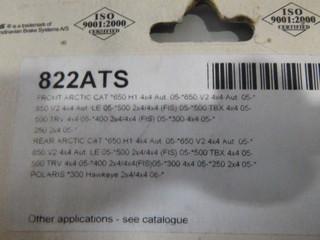 is a trademark of
Scandinavian Brake Systems A/S
ISO
9001:2000
CERTIFIED
ISO
9001:2000
CERTIFIED
822ATS
FRONT ARCTIC CAT *650 H1 4x4 Aut. 05-*650 V2 4x4 Aut. 05-*
650 V2 4x4 Aut. LE 05-*500 2x4/4x4 (FIS) 05-*500 TBX 4x4 05-
500 TRV 4x4 05-*400 2x4/4x4 (FIS) 05-*300 4x4 05-*
250 2x4 05-*
REAR ARCTIC CAT *650 H1 4x4 Aut. 05-*650 V2 4x4 Aut. 05-*
650 V2 4x4 Aut. LE 05-*500 2x4/4x4 (FIS) 05-*500 TBX 4x4 05-
500 TRV 4x4 05-*400 2x4/4x4(FIS)05-*300 4x4 05-*250 2x4 05-*
POLARIS *300 Hawkeye 2x4/4x4 06-*
Other applications - see catalogue